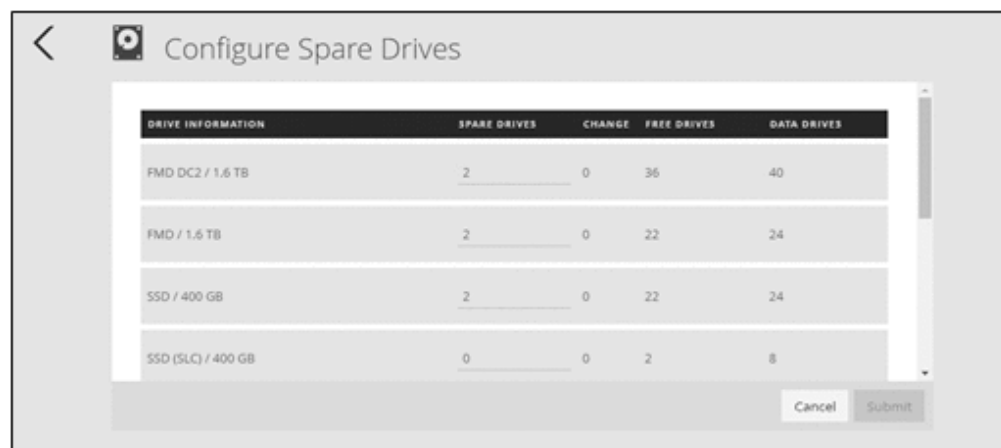 Configure Spare Drives
DRIVE INFORMATION SPARE DRIVES CHANGE FREE DRIVES DATA DRIVES
FMD DC2 / 1.6 TB 2 0 36 40
FMD / 1.6 TB 2 0 22 24
SSD / 400 GB 2 0 22 24
SSD (SLC) / 400 GB 0 0 2 8
Cancel Submit